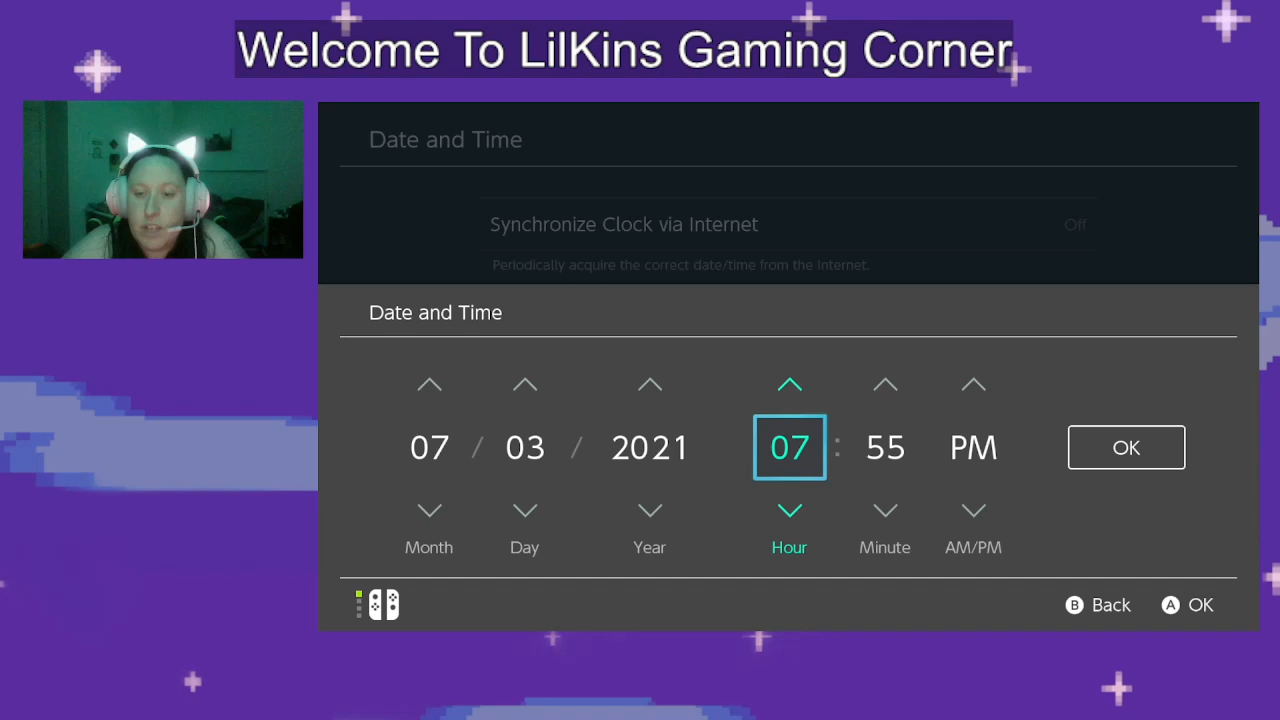 Welcome To LilKins Gaming Corner
Date and Time
Synchronize Clock via Internet Off
Periodically acquire the correct date/time from the Internet.
Date and Time
07 / 03 / 2021 07 : 55 PM OK
Month Day Year Hour Minute AM/PM
B Back A OK